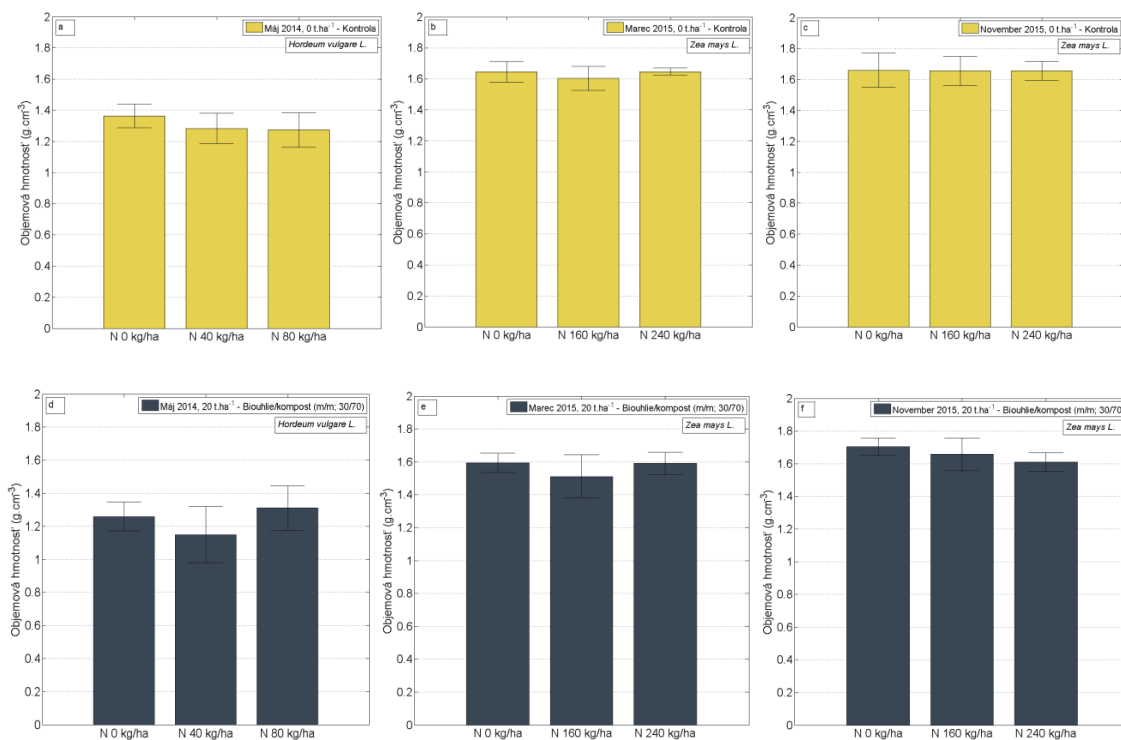 a
Máj 2014, 0 t.ha⁻¹ - Kontrola
Hordeum vulgare L.
Objemová hmotnosť (g.cm⁻³)
2
1.8
1.6
1.4
1.2
1
0.8
0.6
0.4
0.2
0
N 0 kg/ha N 40 kg/ha N 80 kg/ha
b
Marec 2015, 0 t.ha⁻¹ - Kontrola
Zea mays L.
Objemová hmotnosť (g.cm⁻³)
2
1.8
1.6
1.4
1.2
1
0.8
0.6
0.4
0.2
0
N 0 kg/ha N 160 kg/ha N 240 kg/ha
c
November 2015, 0 t.ha⁻¹ - Kontrola
Zea mays L.
Objemová hmotnosť (g.cm⁻³)
2
1.8
1.6
1.4
1.2
1
0.8
0.6
0.4
0.2
0
N 0 kg/ha N 160 kg/ha N 240 kg/ha
d
Máj 2014, 20 t.ha⁻¹ - Biouhlie/kompost (m/m; 30/70)
Hordeum vulgare L.
Objemová hmotnosť (g.cm⁻³)
2
1.8
1.6
1.4
1.2
1
0.8
0.6
0.4
0.2
0
N 0 kg/ha N 40 kg/ha N 80 kg/ha
e
Marec 2015, 20 t.ha⁻¹ - Biouhlie/kompost (m/m; 30/70)
Zea mays L.
Objemová hmotnosť (g.cm⁻³)
2
1.8
1.6
1.4
1.2
1
0.8
0.6
0.4
0.2
0
N 0 kg/ha N 160 kg/ha N 240 kg/ha
f
November 2015, 20 t.ha⁻¹ - Biouhlie/kompost (m/m; 30/70)
Zea mays L.
Objemová hmotnosť (g.cm⁻³)
2
1.8
1.6
1.4
1.2
1
0.8
0.6
0.4
0.2
0
N 0 kg/ha N 160 kg/ha N 240 kg/ha